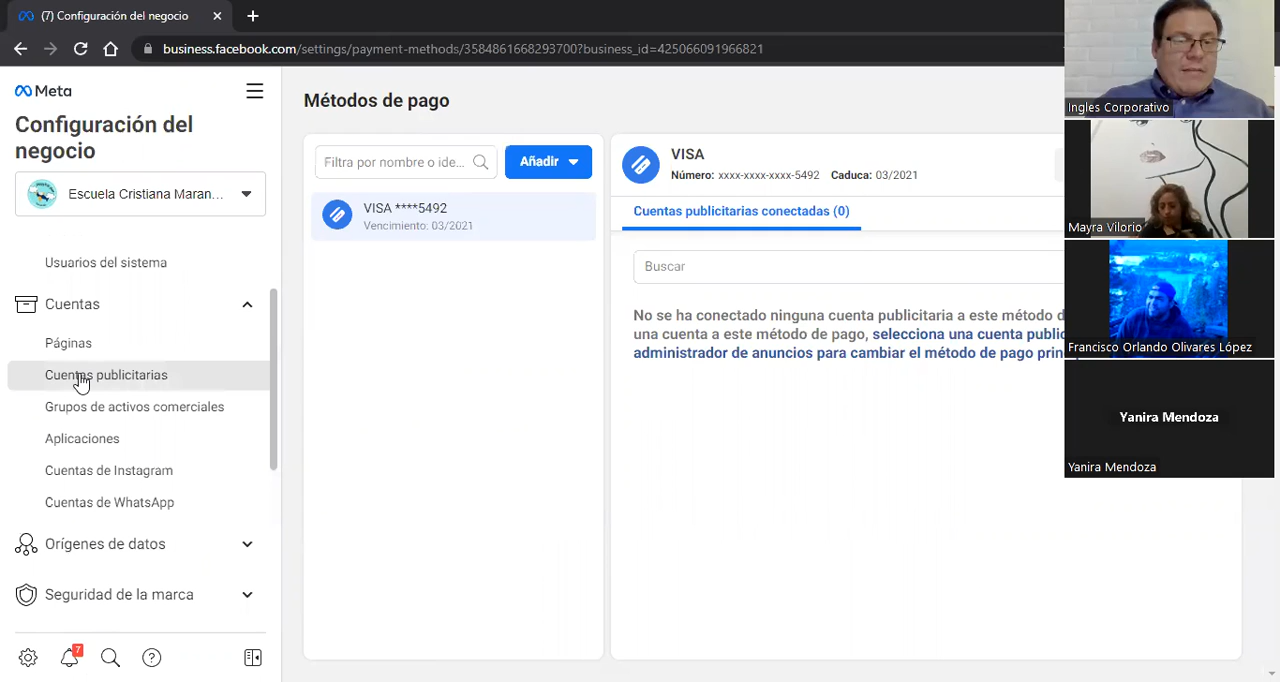 (7) Configuración del negocio
business.facebook.com/settings/payment-methods/3584861668293700?business_id=425066091966821
Meta
Configuración del
negocio
Escuela Cristiana Maran...
Usuarios del sistema
Cuentas
Páginas
Cuentas publicitarias
Grupos de activos comerciales
Aplicaciones
Cuentas de Instagram
Cuentas de WhatsApp
Orígenes de datos
Seguridad de la marca
7
Métodos de pago
Filtra por nombre o ide...
Añadir
VISA ****5492
Vencimiento: 03/2021
VISA
Número: xxxx-xxxx-xxxx-5492 Caduca: 03/2021
Cuentas publicitarias conectadas (0)
Buscar
No se ha conectado ninguna cuenta publicitaria a este método d
una cuenta a este método de pago, selecciona una cuenta public
administrador de anuncios para cambiar el método de pago prin
Ingles Corporativo
Mayra Vilorio
Francisco Orlando Olivares López
Yanira Mendoza
Yanira Mendoza